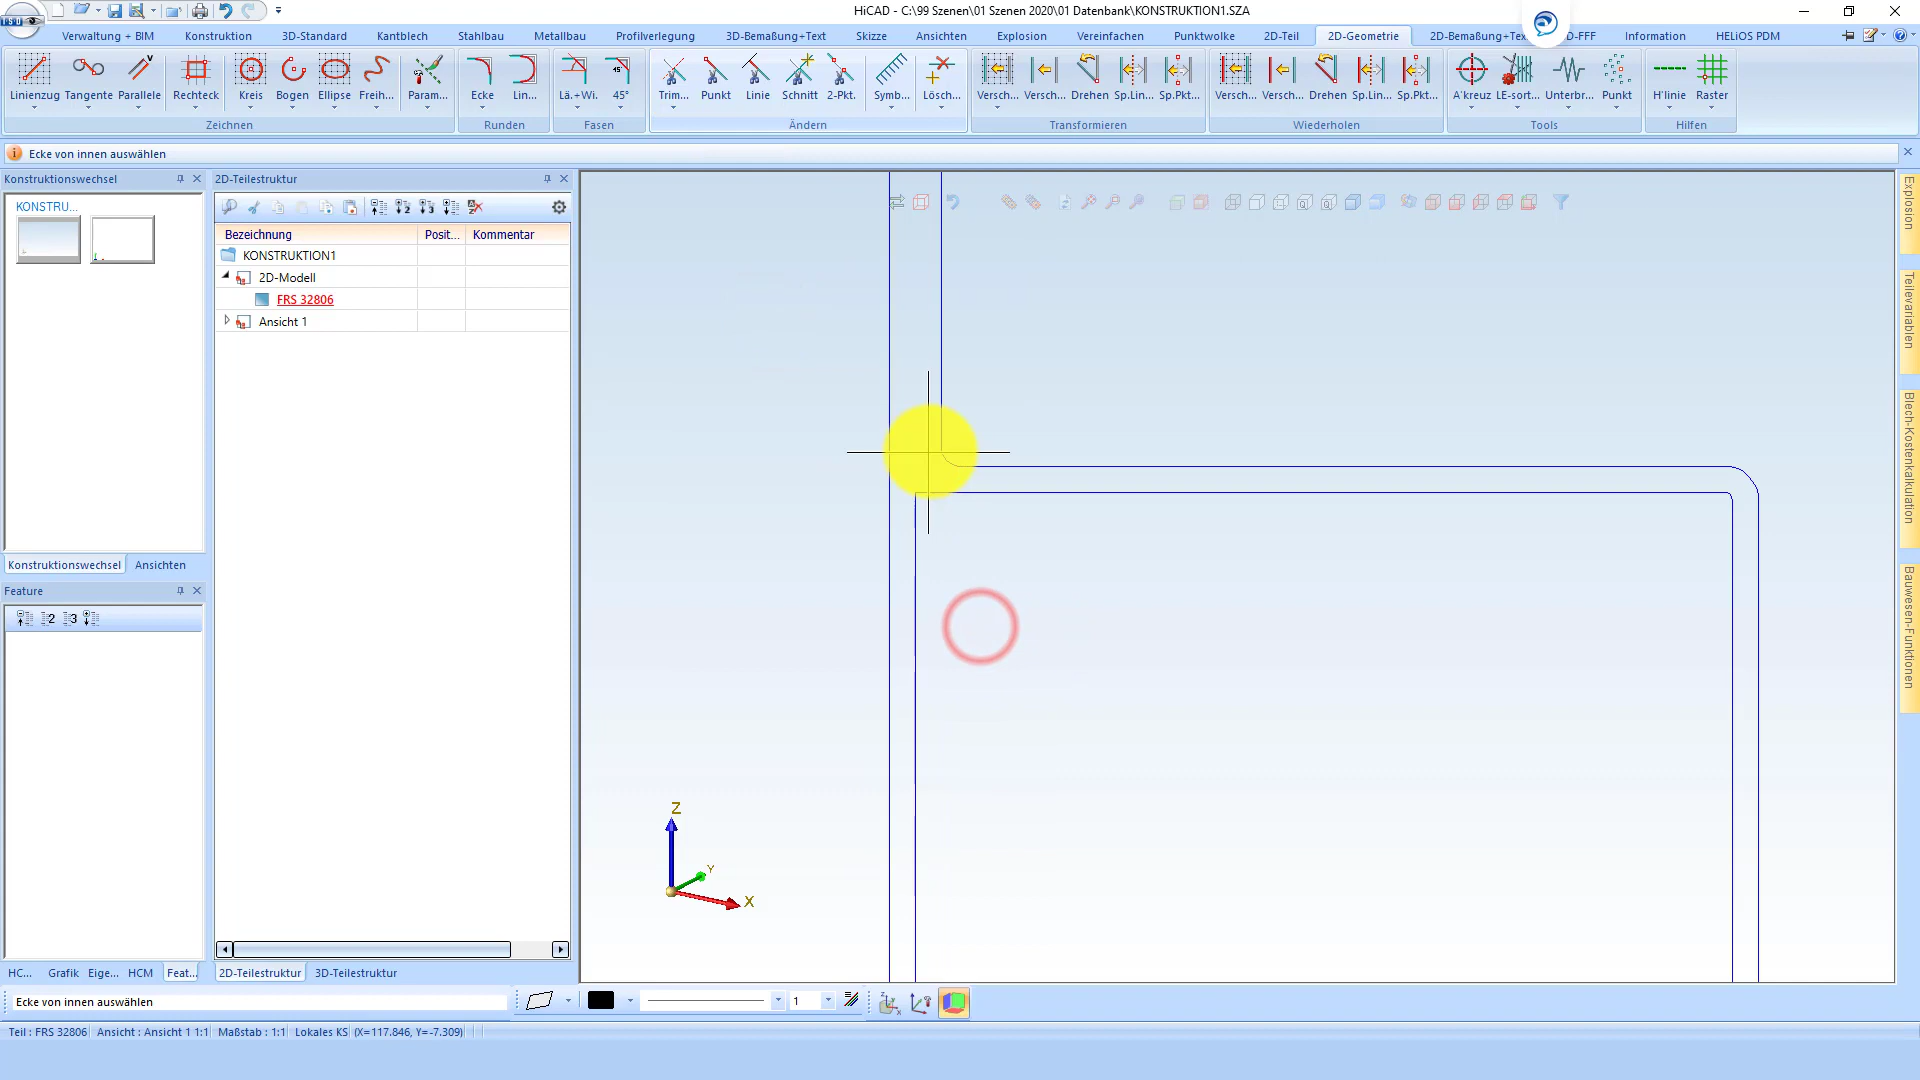 HiCAD - C:\99 Szenen\01 Szenen 2020\01 Datenbank\KONSTRUKTION1.SZA
ISD
Verwaltung + BIM Konstruktion 3D-Standard Kantblech Stahlbau Metallbau Profilverlegung 3D-Bemaßung+Text Skizze Ansichten Explosion Vereinfachen Punktwolke 2D-Teil 2D-Geometrie 2D-Bemaßung+Te D-FFF Information HELiOS PDM
Linienzug Tangente Parallele Rechteck Kreis Bogen Ellipse Freih... Param... Ecke Lin... Lä.+Wi. 45° Trim... Punkt Linie Schnitt 2-Pkt. Symb... Lösch... Versch... Versch... Drehen Sp.Lin... Sp.Pkt... Versch... Versch... Drehen Sp.Lin... Sp.Pkt... A'kreuz LE-sort... Unterbr... Punkt H'linie Raster
Zeichnen Runden Fasen Ändern Transformieren Wiederholen Tools Hilfen
Ecke von innen auswählen
Konstruktionswechsel 2D-Teilestruktur
KONSTRU...
Bezeichnung Posit... Kommentar
KONSTRUKTION1
2D-Modell
FRS 32806
Ansicht 1
Explosion
Teilevariablen
Blech-Kostenkalkulation
Bauwesen-Funktionen
Konstruktionswechsel Ansichten
Feature
2 3
Z
Y
X
HC... Grafik Eige... HCM Feat... 2D-Teilestruktur 3D-Teilestruktur
Ecke von innen auswählen 1
Teil : FRS 32806 Ansicht : Ansicht 1 1:1 Maßstab : 1:1 Lokales KS (X=117.846, Y=-7.309)